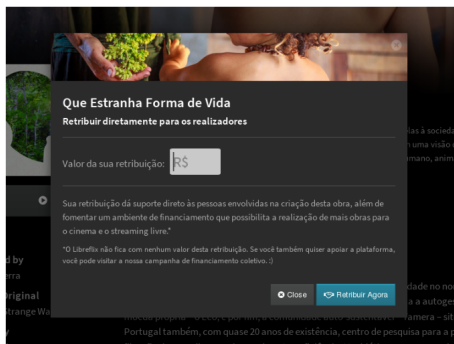 Que Estranha Forma de Vida
Retribuir diretamente para os realizadores
Valor da sua retribuição: R$
Sua retribuição dá suporte direto às pessoas envolvidas na criação desta obra, além de
fomentar um ambiente de financiamento que possibilita a realização de mais obras para
o cinema e o streaming livre.*
*O Libreflix não fica com nenhum valor desta retribuição. Se você também quiser apoiar a plataforma,
você pode visitar a nossa campanha de financiamento coletivo. :)
Close Retribuir Agora
d by
erra
Original
Strange Wa
y
Portugal também, com quase 20 anos de existência, centro de pesquisa para a p